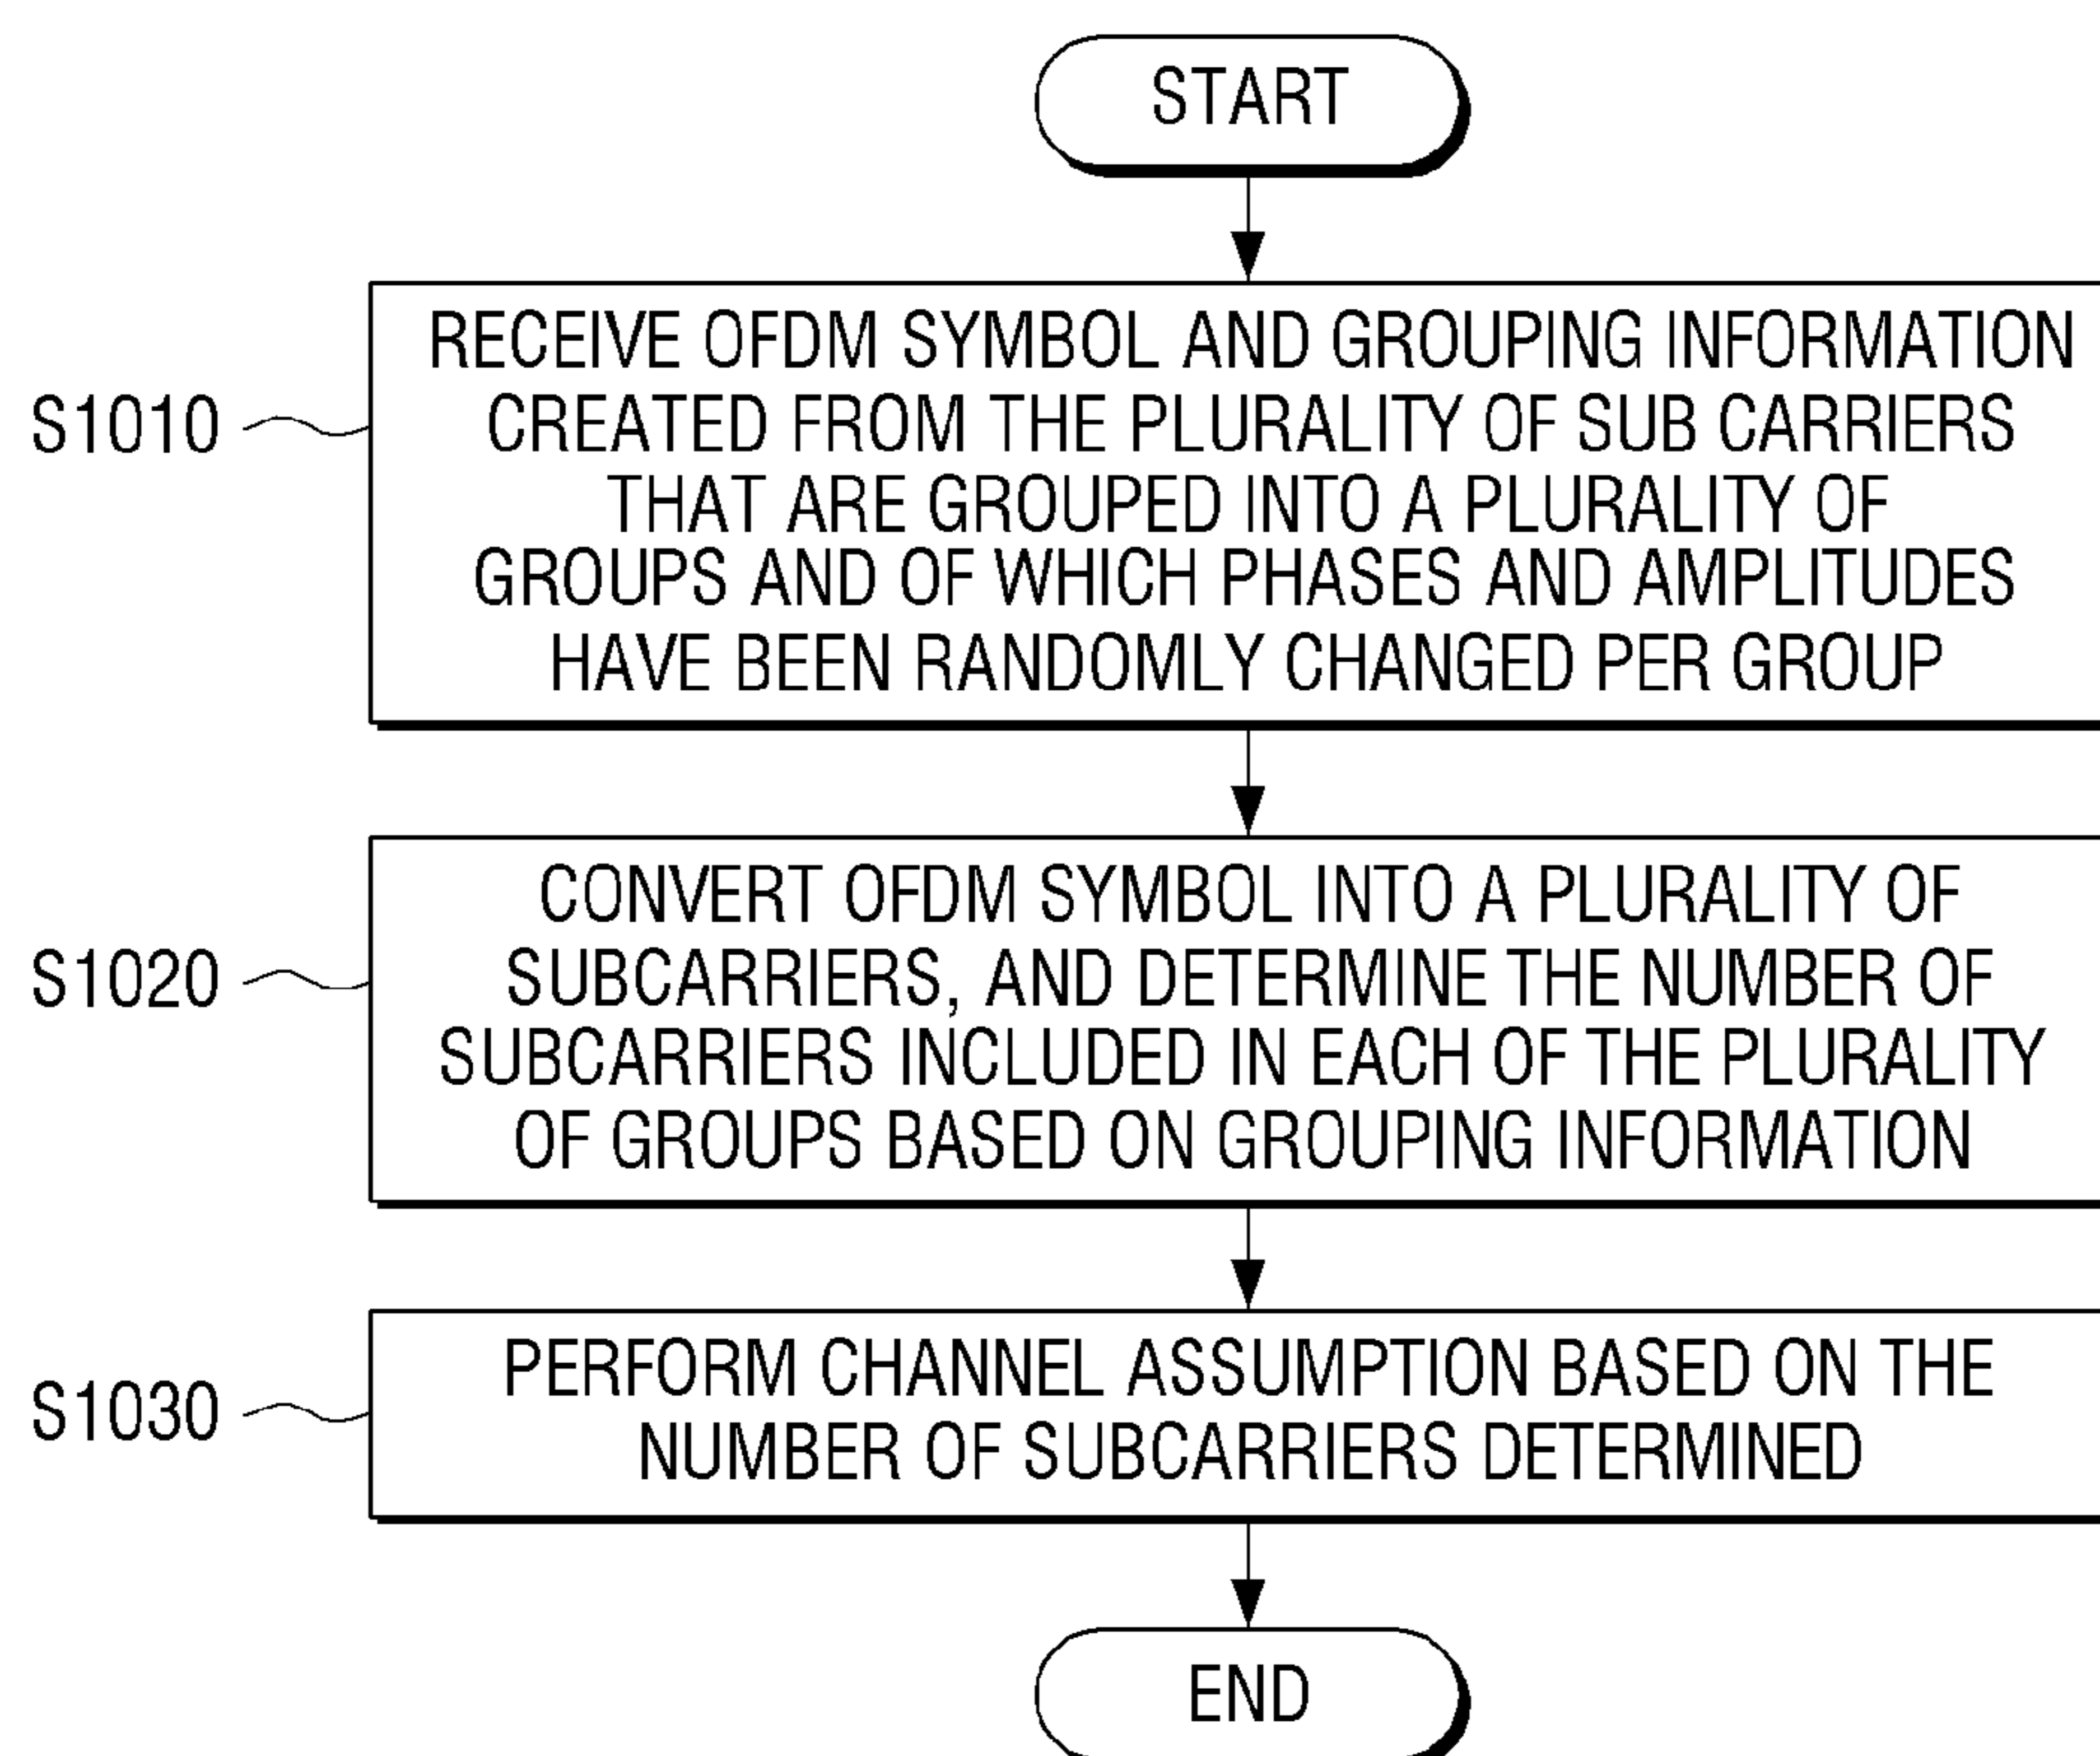 START
RECEIVE OFDM SYMBOL AND GROUPING INFORMATION
CREATED FROM THE PLURALITY OF SUB CARRIERS
THAT ARE GROUPED INTO A PLURALITY OF
GROUPS AND OF WHICH PHASES AND AMPLITUDES
HAVE BEEN RANDOMLY CHANGED PER GROUP
S1010
CONVERT OFDM SYMBOL INTO A PLURALITY OF
SUBCARRIERS, AND DETERMINE THE NUMBER OF
SUBCARRIERS INCLUDED IN EACH OF THE PLURALITY
OF GROUPS BASED ON GROUPING INFORMATION
S1020
PERFORM CHANNEL ASSUMPTION BASED ON THE
NUMBER OF SUBCARRIERS DETERMINED
S1030
END